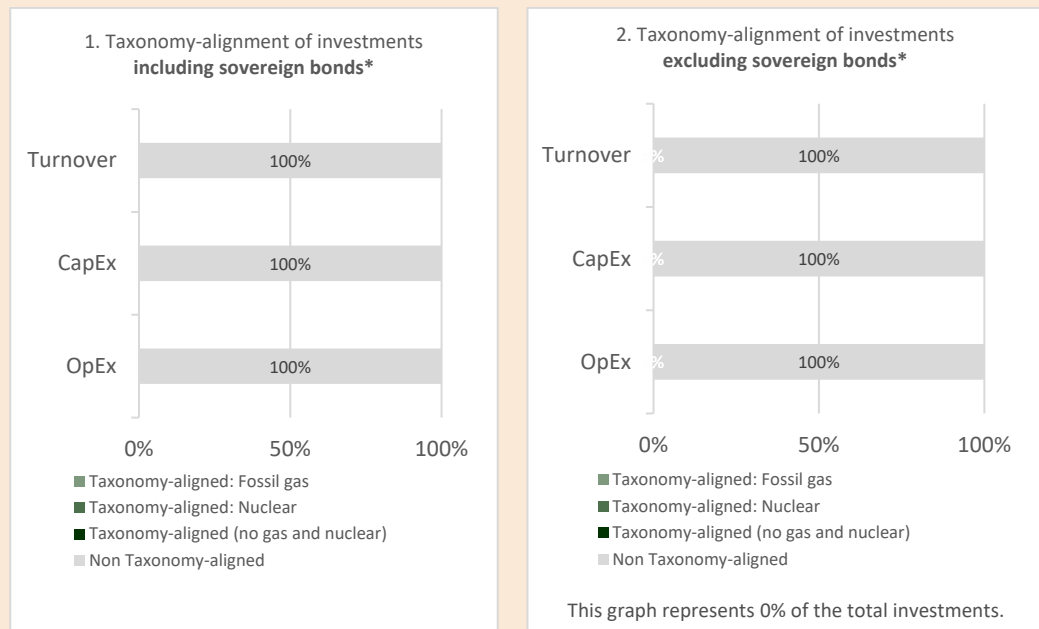 1. Taxonomy-alignment of investments
including sovereign bonds*
Turnover
100%
CapEx
100%
OpEx
100%
0% 50% 100%
Taxonomy-aligned: Fossil gas
Taxonomy-aligned: Nuclear
Taxonomy-aligned (no gas and nuclear)
Non Taxonomy-aligned
2. Taxonomy-alignment of investments
excluding sovereign bonds*
Turnover
% 100%
CapEx
% 100%
OpEx
% 100%
0% 50% 100%
Taxonomy-aligned: Fossil gas
Taxonomy-aligned: Nuclear
Taxonomy-aligned (no gas and nuclear)
Non Taxonomy-aligned
This graph represents 0% of the total investments.